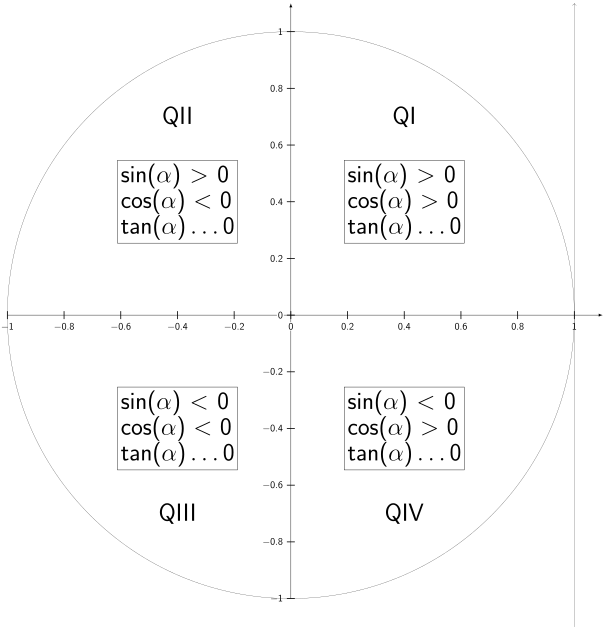 1
0.8
QII
QI
0.6
sin(α) > 0
cos(α) < 0
tan(α) . . . 0
sin(α) > 0
cos(α) > 0
tan(α) . . . 0
0.4
0.2
0
−1 −0.8 −0.6 −0.4 −0.2 0 0.2 0.4 0.6 0.8 1
−0.2
sin(α) < 0
cos(α) < 0
tan(α) . . . 0
sin(α) < 0
cos(α) > 0
tan(α) . . . 0
−0.4
−0.6
QIII
QIV
−0.8
−1